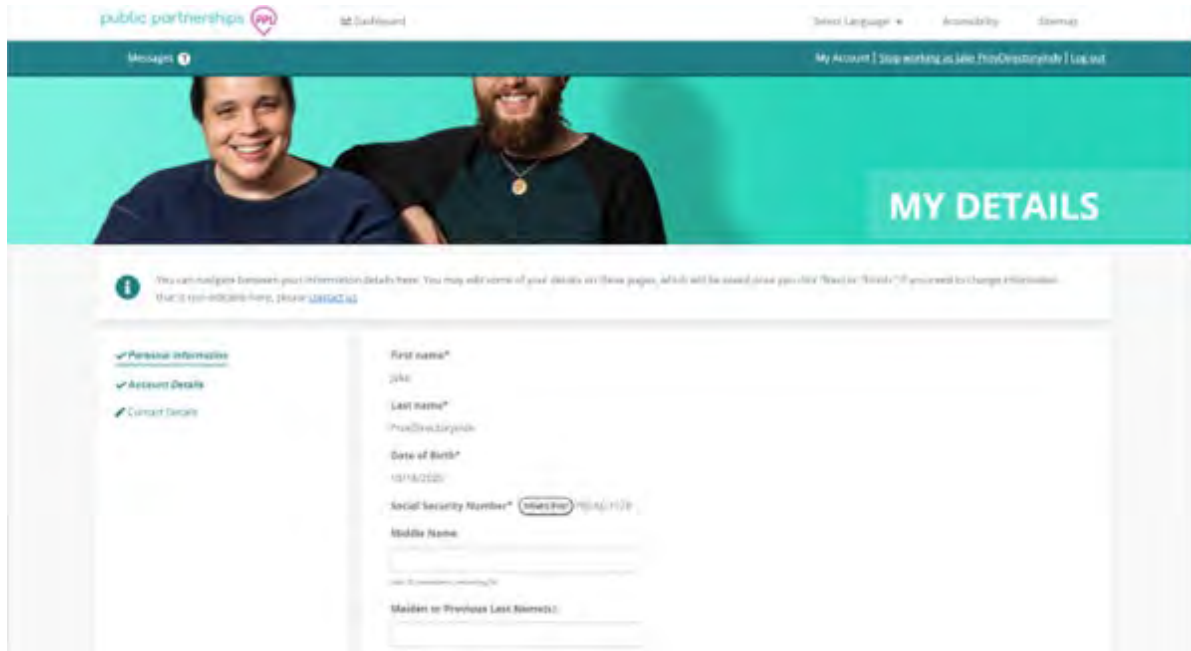 public partnerships PPL
Dashboard
Select Language
Accessibility
Sitemap
Messages
My Account | Stop working as Jake ProvDirectoryIndv | Log out
MY DETAILS
You can navigate between your information details here. You may edit some of your details on these pages, which will be saved once you click "Next or "Finish." If you need to change information
that is non-editable here, please contact us
Personal Information
Account Details
Contact Details
First name*
Jake
Last name*
ProvDirectoryIndv
Date of Birth*
Social Security Number*
Middle Name
Maiden or Previous Last Name(s)